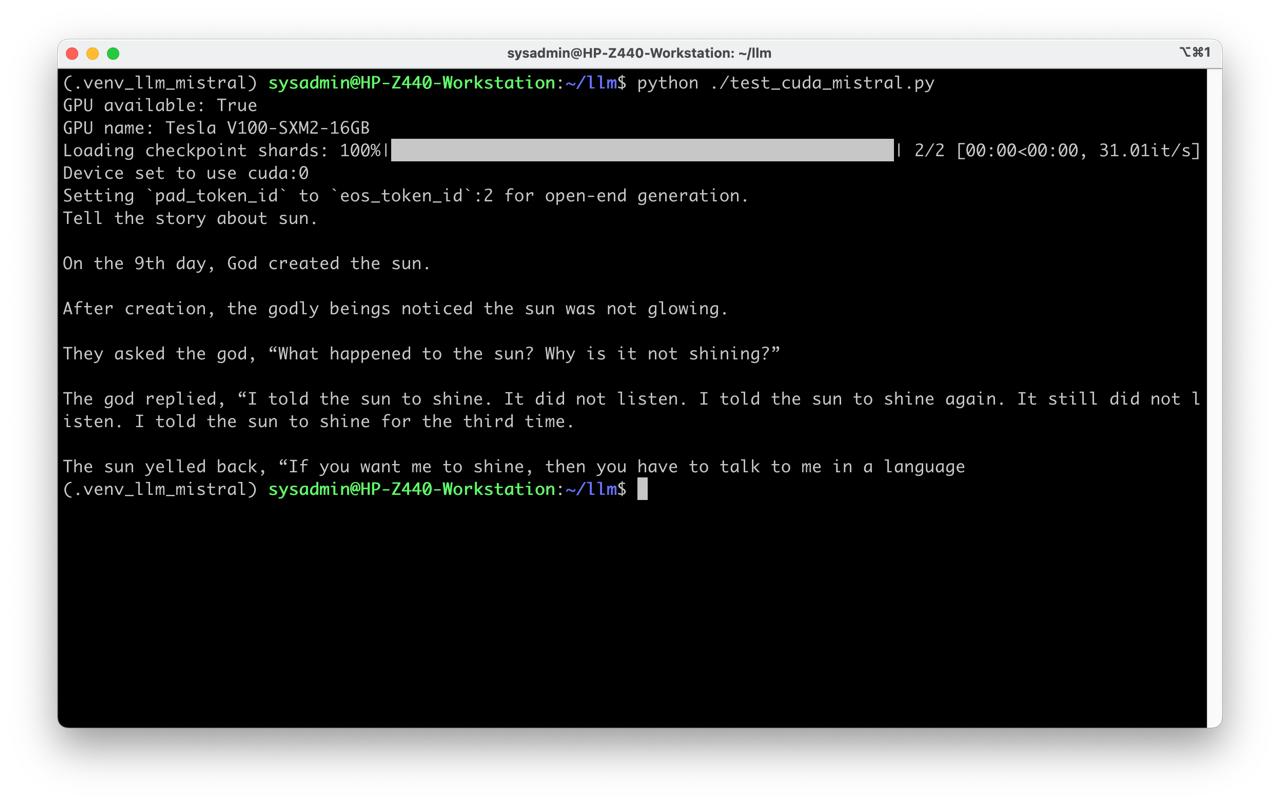 sysadmin@HP-Z440-Workstation: ~/llm
⌥⌘1
(.venv_llm_mistral) sysadmin@HP-Z440-Workstation:~/llm$ python ./test_cuda_mistral.py
GPU available: True
GPU name: Tesla V100-SXM2-16GB
Loading checkpoint shards: 100%|██████████| 2/2 [00:00<00:00, 31.01it/s]
Device set to use cuda:0
Setting `pad_token_id` to `eos_token_id`:2 for open-end generation.
Tell the story about sun.
On the 9th day, God created the sun.
After creation, the godly beings noticed the sun was not glowing.
They asked the god, “What happened to the sun? Why is it not shining?”
The god replied, “I told the sun to shine. It did not listen. I told the sun to shine again. It still did not l
isten. I told the sun to shine for the third time.
The sun yelled back, “If you want me to shine, then you have to talk to me in a language
(.venv_llm_mistral) sysadmin@HP-Z440-Workstation:~/llm$